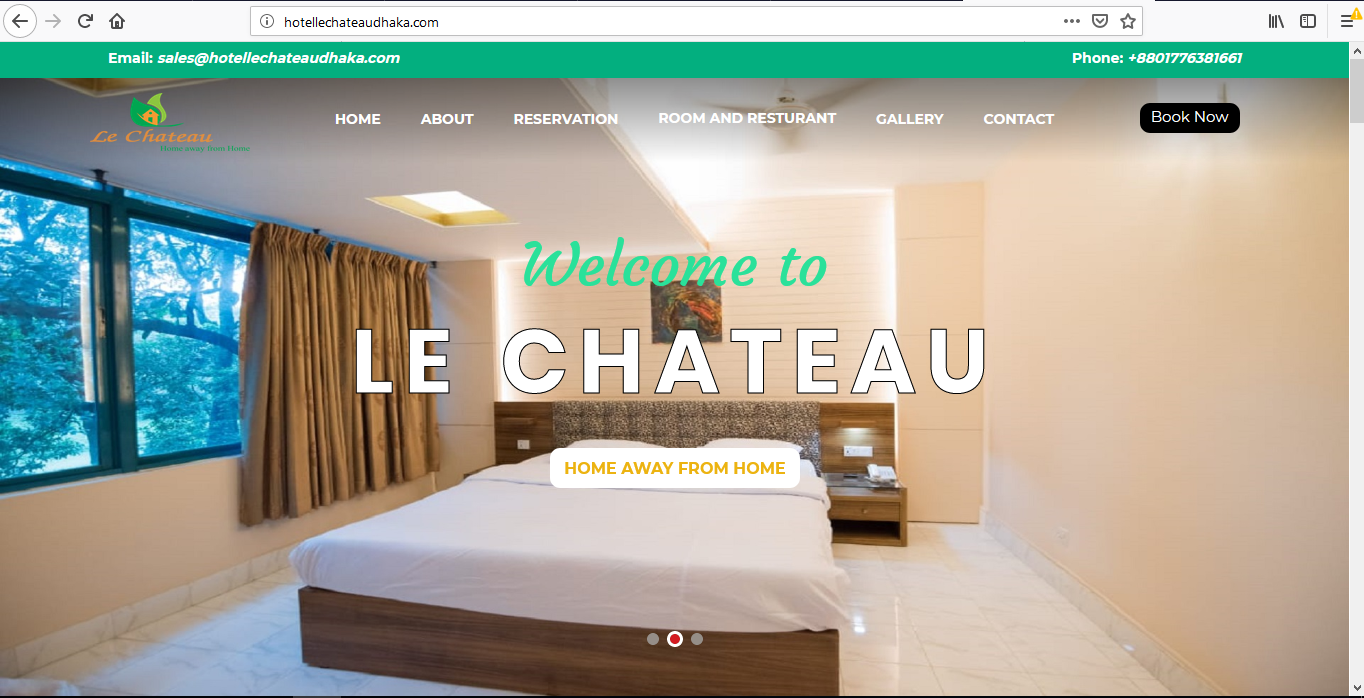 hotellechateaudhaka.com
Email: sales@hotellechateaudhaka.com
Phone: +8801776381661
Le Chateau
Home away from Home
HOME
ABOUT
RESERVATION
ROOM AND RESTURANT
GALLERY
CONTACT
Book Now
Welcome to
LE CHATEAU
HOME AWAY FROM HOME